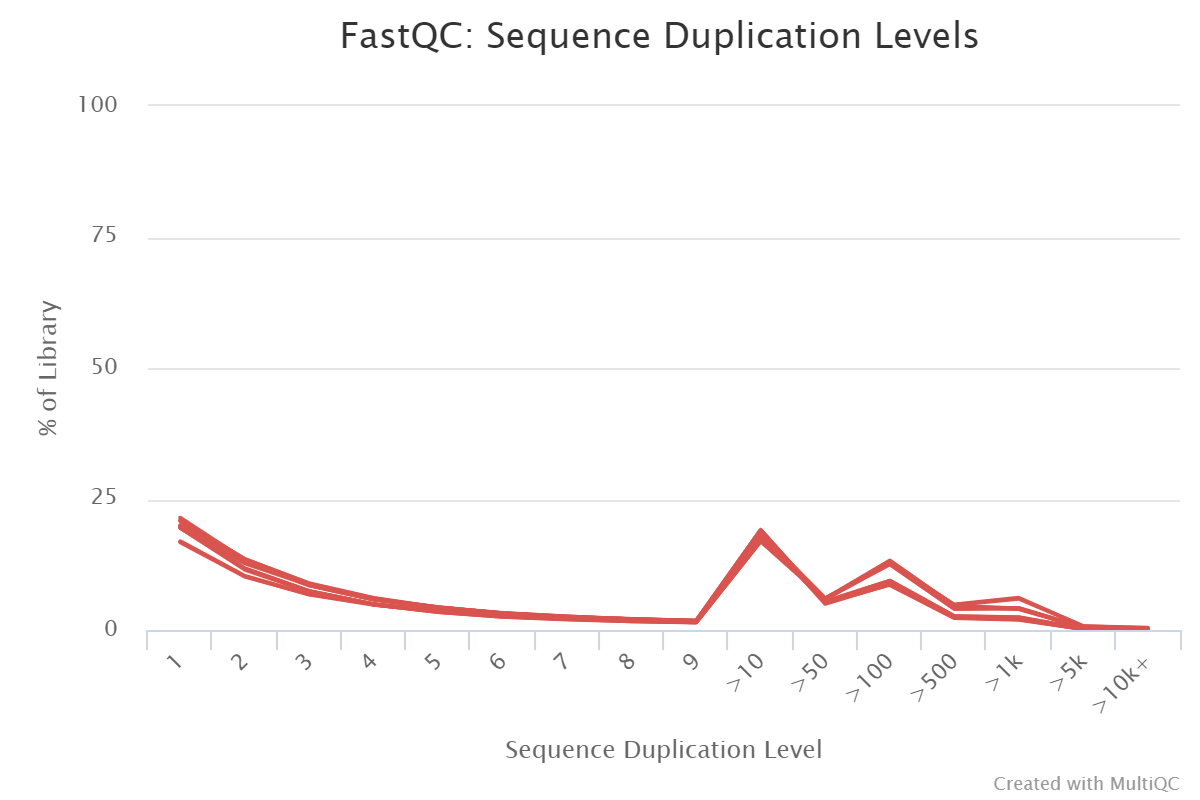 FastQC: Sequence Duplication Levels
100
75
50
25
0
% of Library
1
2
3
4
5
6
7
8
9
>10
>50
>100
>500
>1k
>5k
>10k+
Sequence Duplication Level
Created with MultiQC